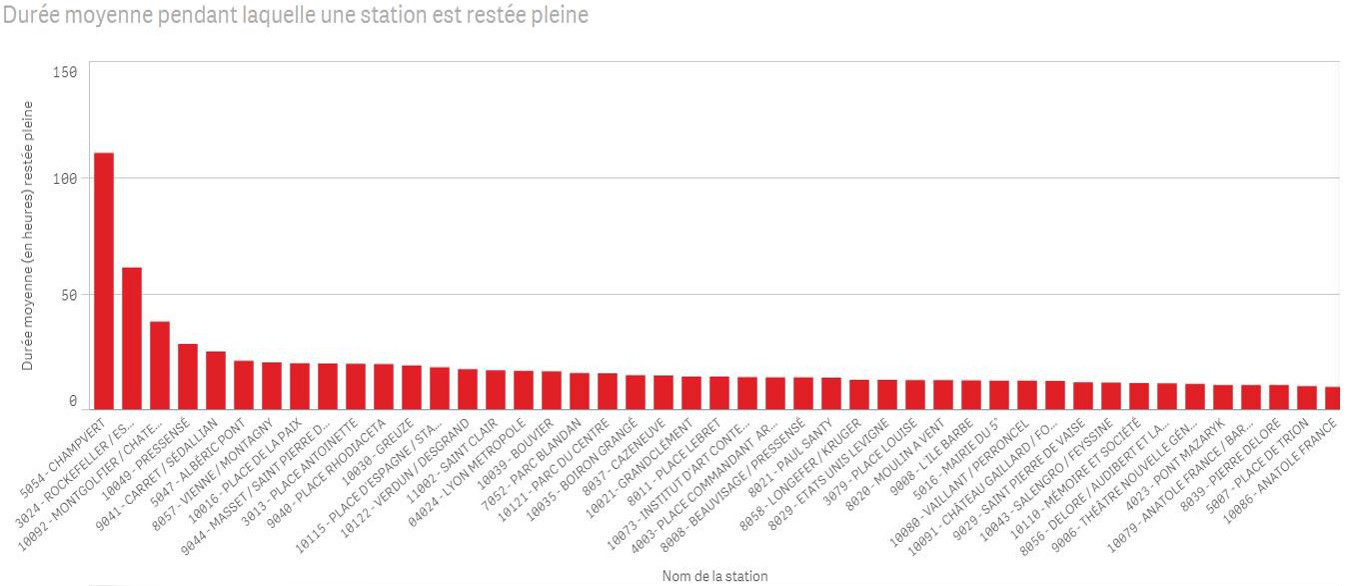 Durée moyenne pendant laquelle une station est restée pleine
Durée moyenne (en heures) restée pleine
150
100
50
0
5054 - CHAMPVERT
3024 - ROCKEFELLER / ES...
10092 - MONTGOLFIER / CHATE...
10049 - PRESSENSÉ
9041 - CARRET / SÉDALLIAN
5047 - ALBÉRIC PONT
8057 - VIENNE / MONTAGNY
10016 - PLACE DE LA PAIX
9044 - MASSET / SAINT PIERRE D...
3013 - PLACE ANTOINETTE
9040 - PLACE RHODIACETA
10030 - GREUZE
10115 - PLACE D'ESPAGNE / STA...
10122 - VERDUN / DESGRAND
11002 - SAINT CLAIR
04024 - LYON METROPOLE
10039 - BOUVIER
7052 - PARC BLANDAN
10121 - PARC DU CENTRE
10035 - BOIRON GRANGÉ
8037 - CAZENEUVE
10021 - GRANDCLÉMENT
8011 - PLACE LEBRET
10073 - INSTITUT D'ART CONTE...
4003 - PLACE COMMANDANT AR...
8008 - BEAUVISAGE / PRESSENSÉ
8021 - PAUL SANTY
8058 - LONGEFER / KRUGER
8029 - ETATS UNIS LEVIGNE
3079 - PLACE LOUISE
8020 - MOULIN A VENT
9008 - L'ILE BARBE
5016 - MAIRIE DU 5°
10080 - VAILLANT / PERRONCEL
10091 - CHÂTEAU GAILLARD / FO...
9029 - SAINT PIERRE DE VAISE
10043 - SALENGRO / FEYSSINE
10110 - MÉMOIRE ET SOCIÉTÉ
8056 - DELORE / AUDIBERT ET LA...
9006 - THÉÂTRE NOUVELLE GÉN...
4023 - PONT MAZARYK
10079 - ANATOLE FRANCE / BAR...
8039 - PIERRE DELORE
5007 - PLACE DE TRION
10086 - ANATOLE FRANCE
Nom de la station